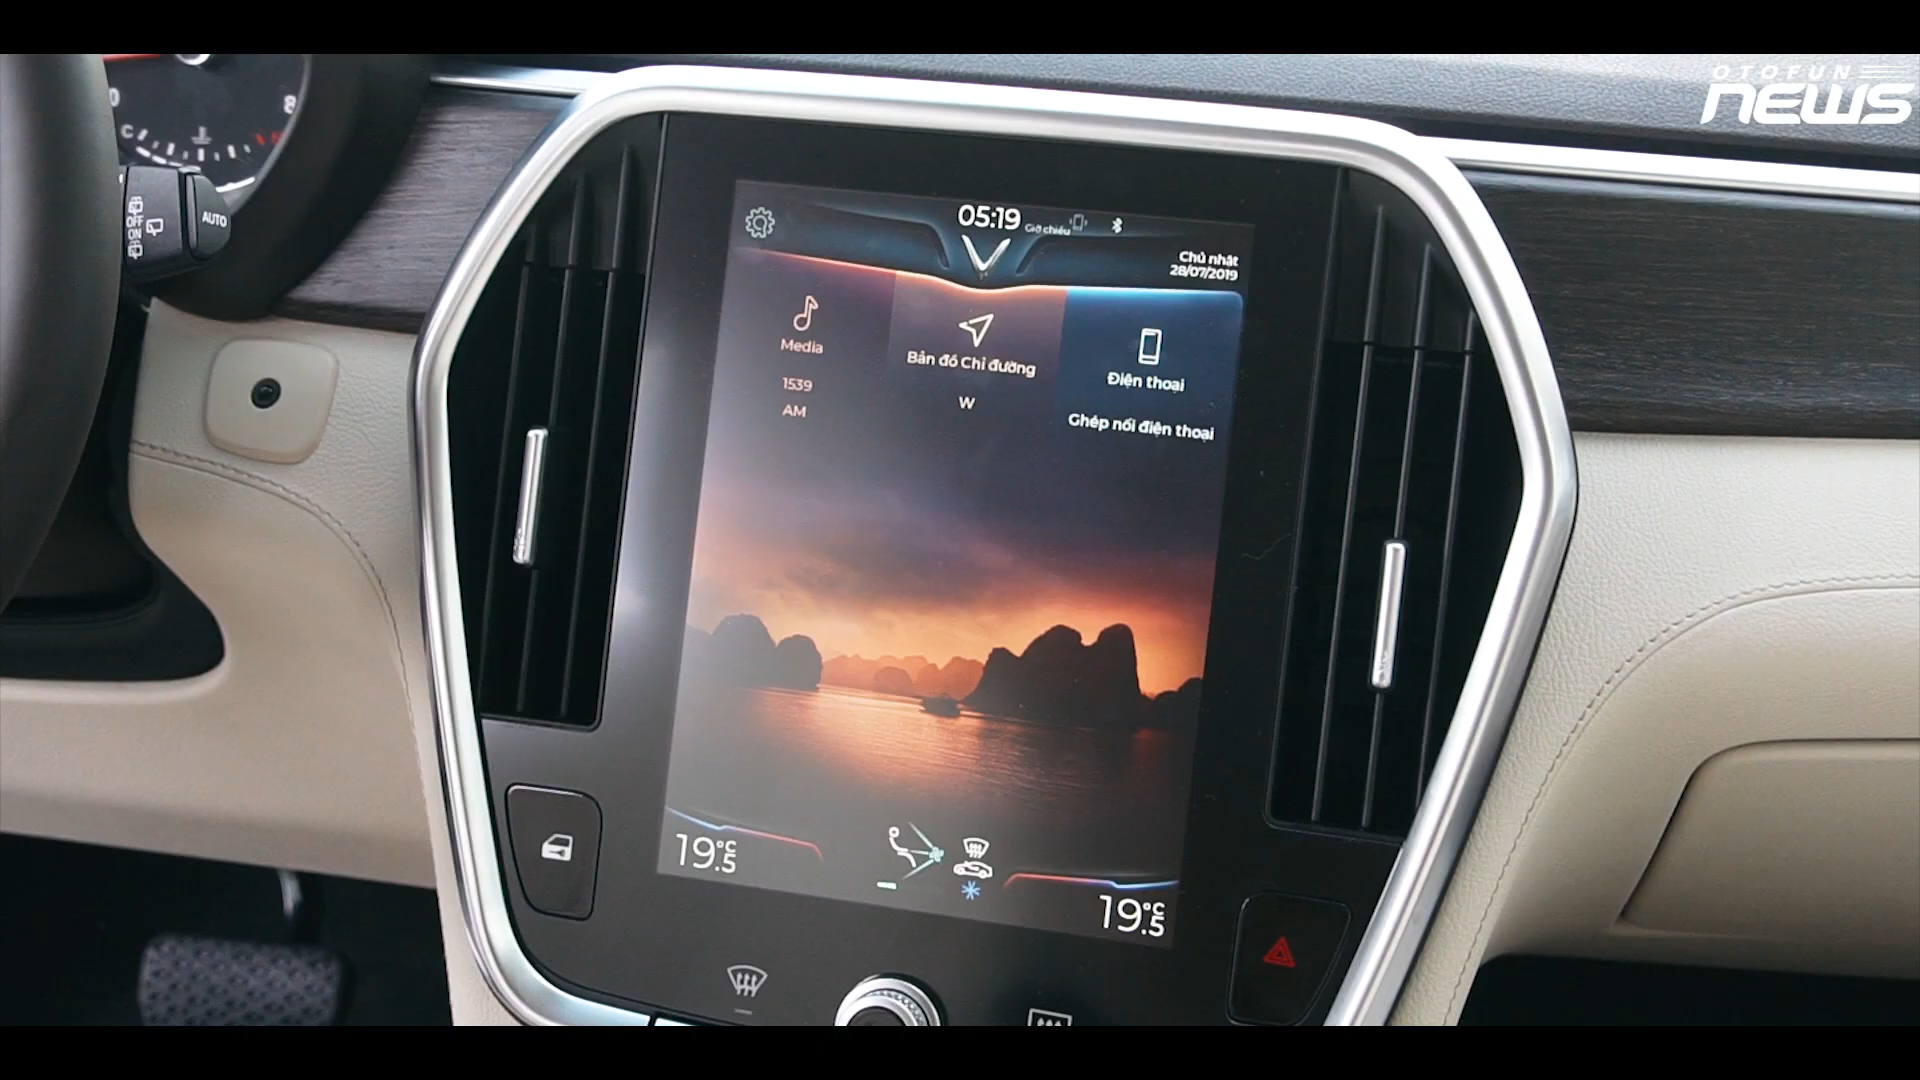 OTOFUN
NEWS
8
C
OFF
AUTO
05:19 Giờ chiều
Chủ nhật
28/07/2019
Media
1539
AM
Bản đồ Chỉ đường
W
Điện thoại
Ghép nối điện thoại
19.5 °C
19.5 °C